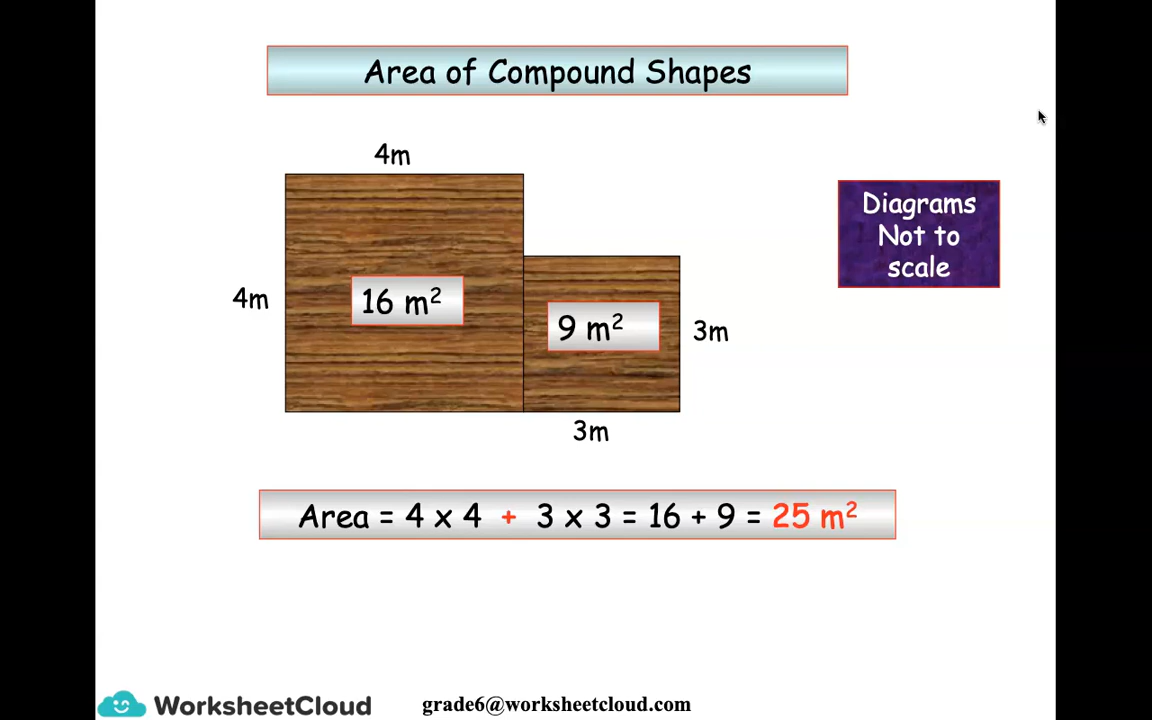 Area of Compound Shapes
4m
Diagrams
Not to
scale
4m
16 m²
9 m²
3m
3m
Area = 4 x 4 + 3 x 3 = 16 + 9 = 25 m²
WorksheetCloud
grade6@worksheetcloud.com